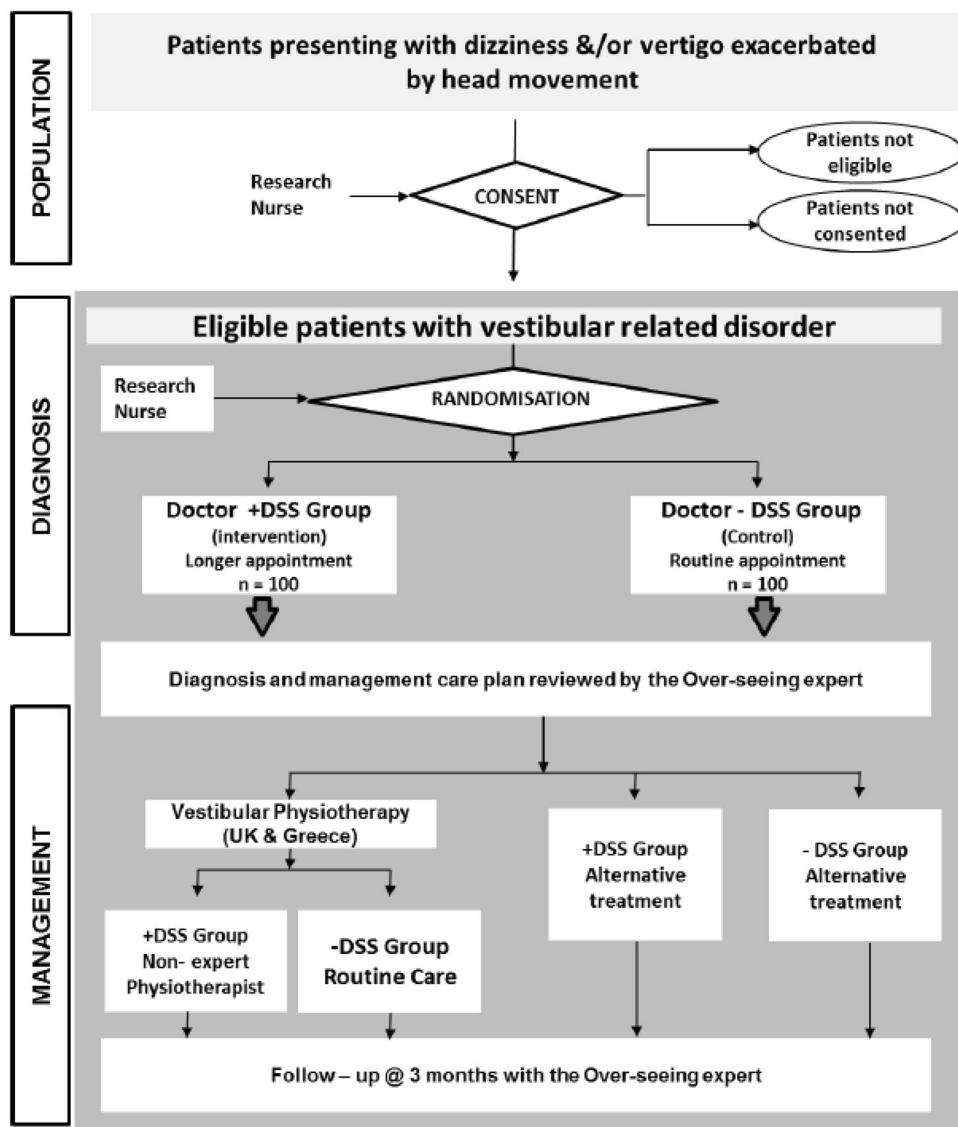 POPULATION
Patients presenting with dizziness &/or vertigo exacerbated
by head movement
Research
Nurse
CONSENT
Patients not
eligible
Patients not
consented
DIAGNOSIS
Eligible patients with vestibular related disorder
Research
Nurse
RANDOMISATION
Doctor +DSS Group
(intervention)
Longer appointment
n = 100
Doctor - DSS Group
(Control)
Routine appointment
n = 100
Diagnosis and management care plan reviewed by the Over-seeing expert
MANAGEMENT
Vestibular Physiotherapy
(UK & Greece)
+DSS Group
Alternative
treatment
- DSS Group
Alternative
treatment
+DSS Group
Non- expert
Physiotherapist
-DSS Group
Routine Care
Follow – up @ 3 months with the Over-seeing expert